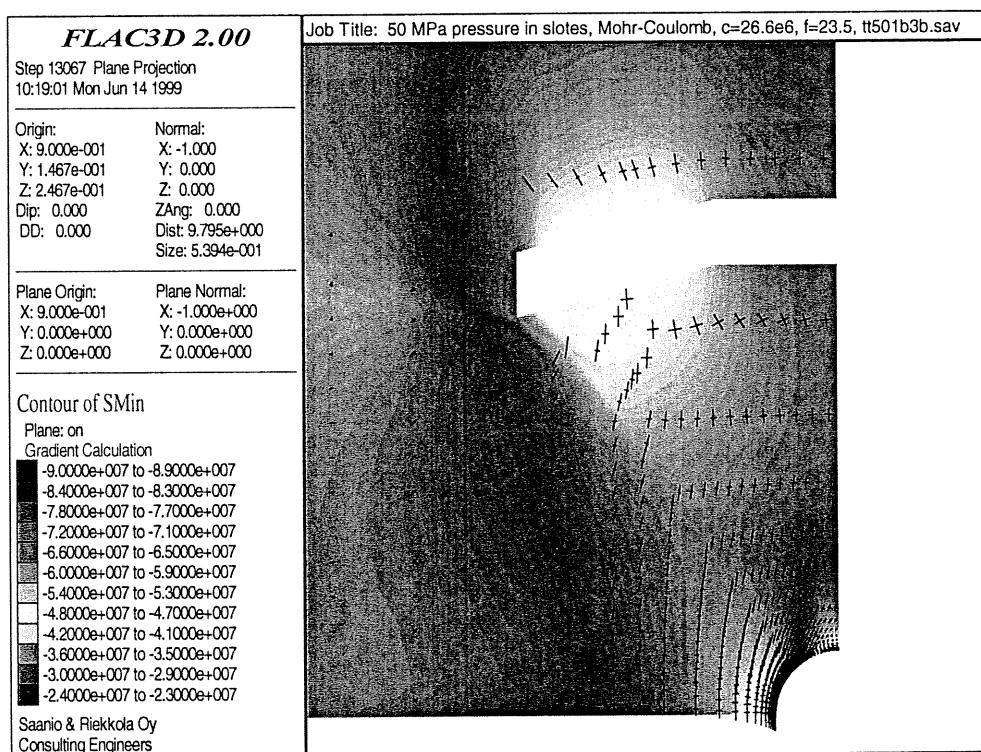 FLAC3D 2.00
Step 13067 Plane Projection
10:19:01 Mon Jun 14 1999
Origin:
X: 9.000e-001
Y: 1.467e-001
Z: 2.467e-001
Dip: 0.000
DD: 0.000
Normal:
X: -1.000
Y: 0.000
Z: 0.000
ZAng: 0.000
Dist: 9.795e+000
Size: 5.394e-001
Plane Origin:
X: 9.000e-001
Y: 0.000e+000
Z: 0.000e+000
Plane Normal:
X: -1.000e+000
Y: 0.000e+000
Z: 0.000e+000
Contour of SMin
Plane: on
Gradient Calculation
-9.0000e+007 to -8.9000e+007
-8.4000e+007 to -8.3000e+007
-7.8000e+007 to -7.7000e+007
-7.2000e+007 to -7.1000e+007
-6.6000e+007 to -6.5000e+007
-6.0000e+007 to -5.9000e+007
-5.4000e+007 to -5.3000e+007
-4.8000e+007 to -4.7000e+007
-4.2000e+007 to -4.1000e+007
-3.6000e+007 to -3.5000e+007
-3.0000e+007 to -2.9000e+007
-2.4000e+007 to -2.3000e+007
Saanio & Riekkola Oy
Consulting Engineers
Job Title: 50 MPa pressure in slotes, Mohr-Coulomb, c=26.6e6, f=23.5, tt501b3b.sav